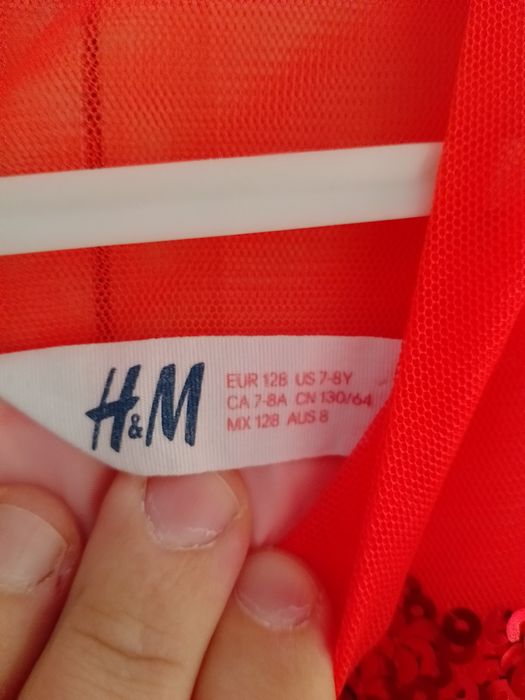 H&M
EUR 128 US 7-8Y
CA 7-8A CN 130/64
MX 128 AUS 8